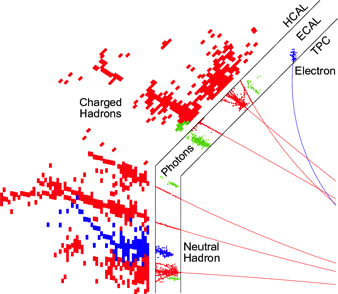 HCAL
ECAL
TPC
Electron
Charged
Hadrons
Photons
Neutral
Hadron